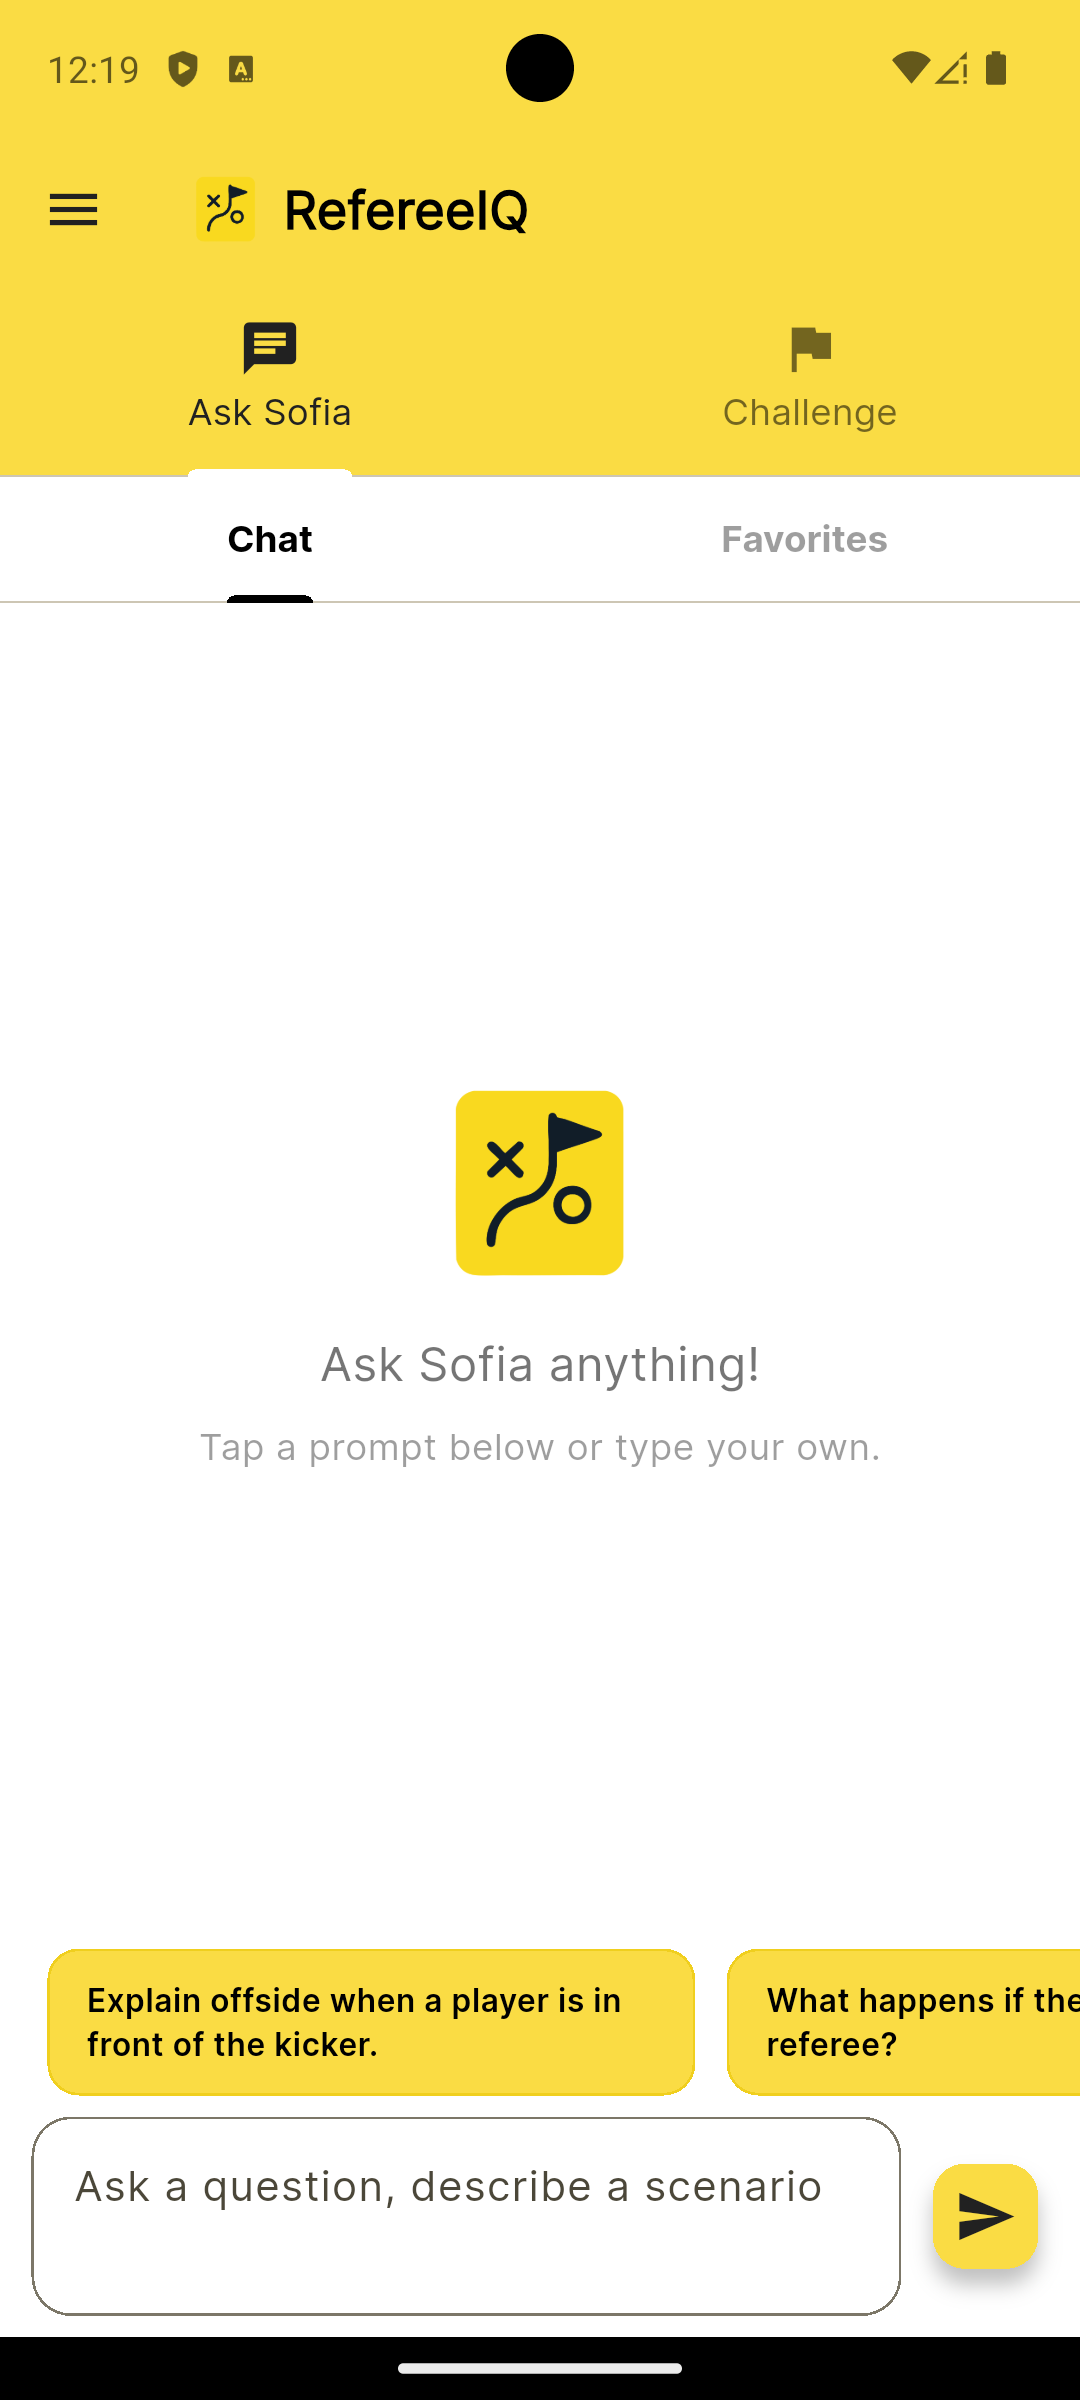 12:19
RefereeIQ
Ask Sofia
Challenge
Chat
Favorites
Ask Sofia anything!
Tap a prompt below or type your own.
Explain offside when a player is in
front of the kicker.
What happens if the
referee?
Ask a question, describe a scenario